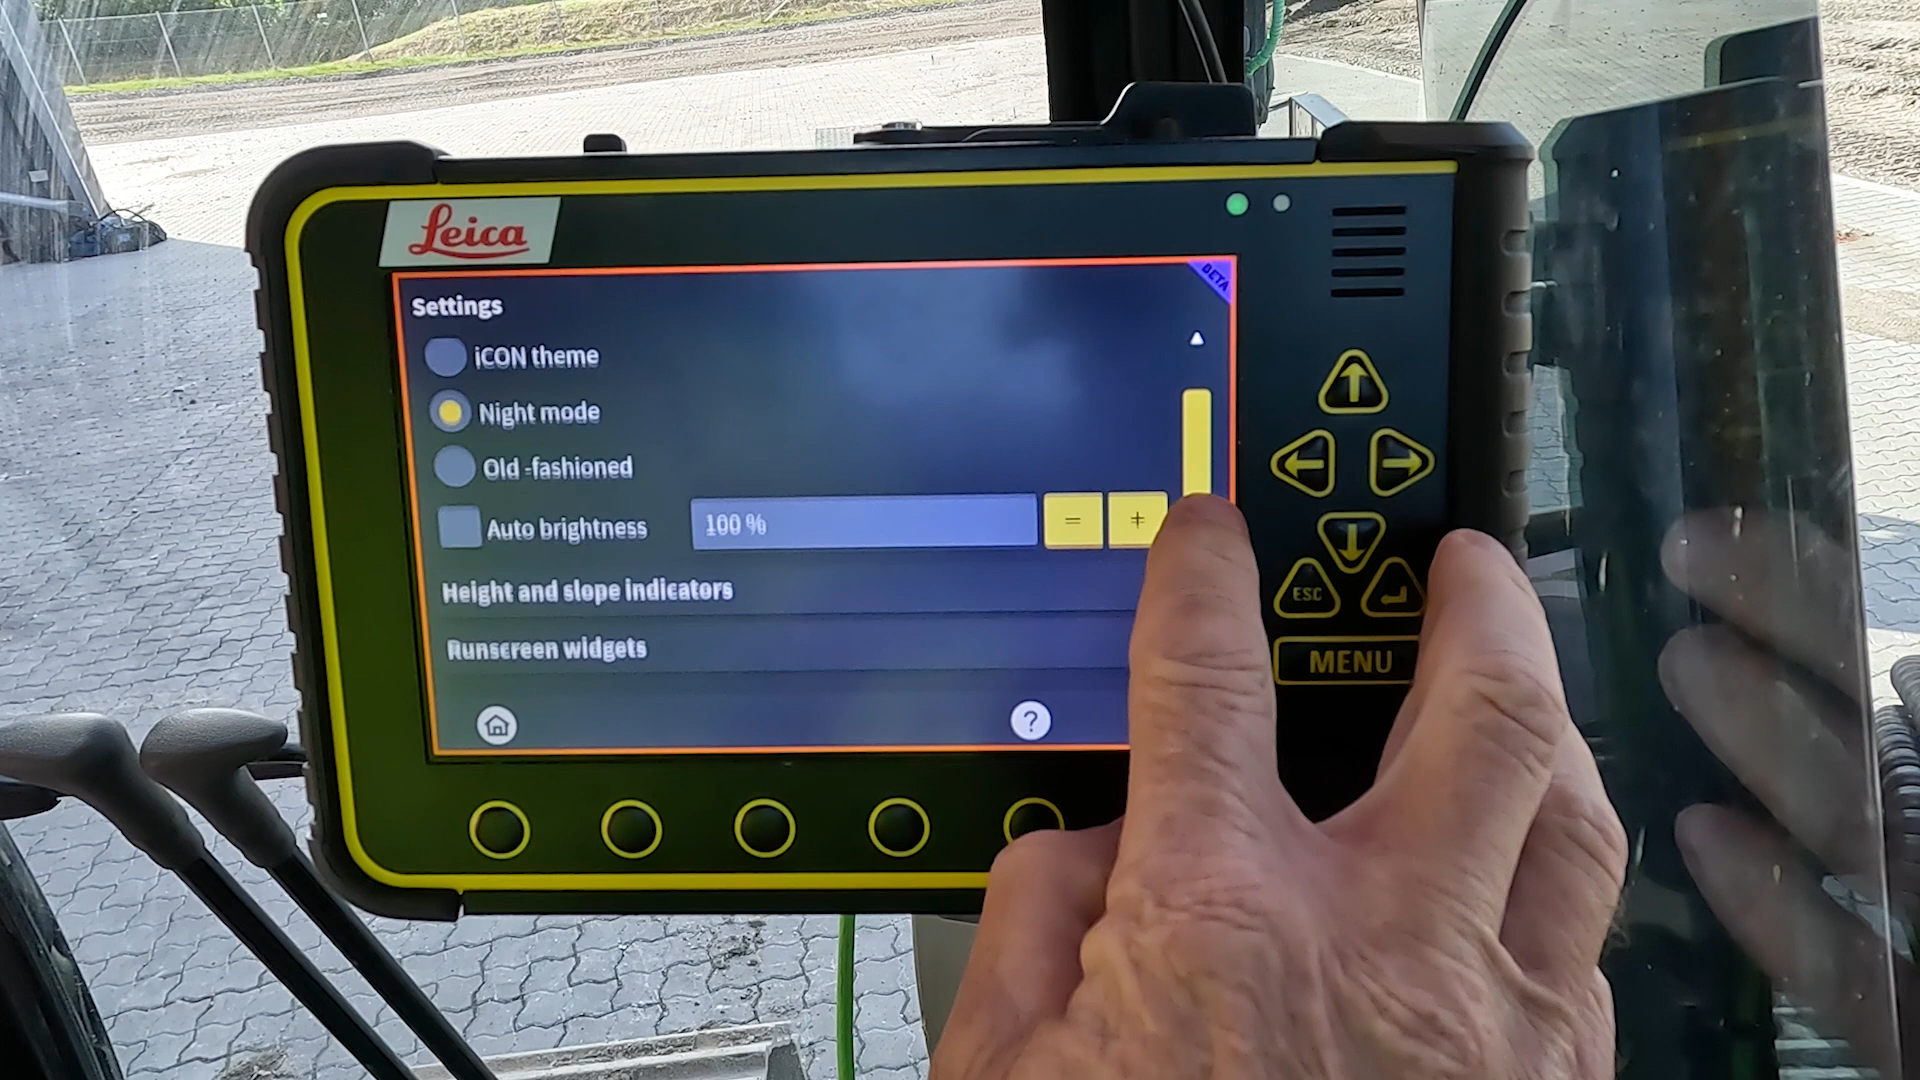 Leica
BETA
Settings
iCON theme
Night mode
Old -fashioned
Auto brightness
100 %
- +
Height and slope indicators
Runscreen widgets
?
ESC
MENU